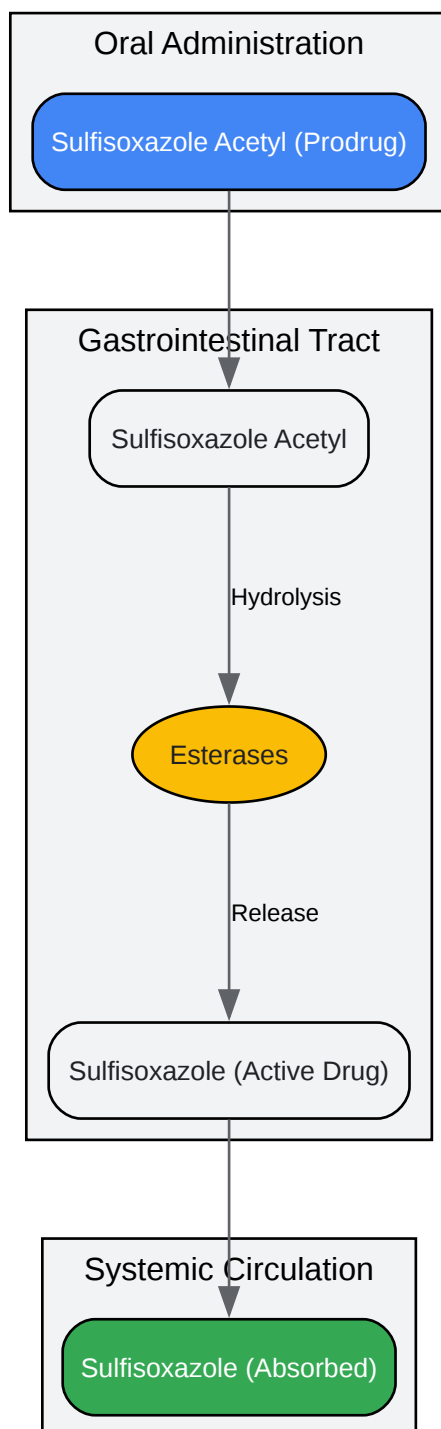 Oral Administration
Sulfisoxazole Acetyl (Prodrug)
Gastrointestinal Tract
Sulfisoxazole Acetyl
Hydrolysis
Esterases
Release
Sulfisoxazole (Active Drug)
Systemic Circulation
Sulfisoxazole (Absorbed)